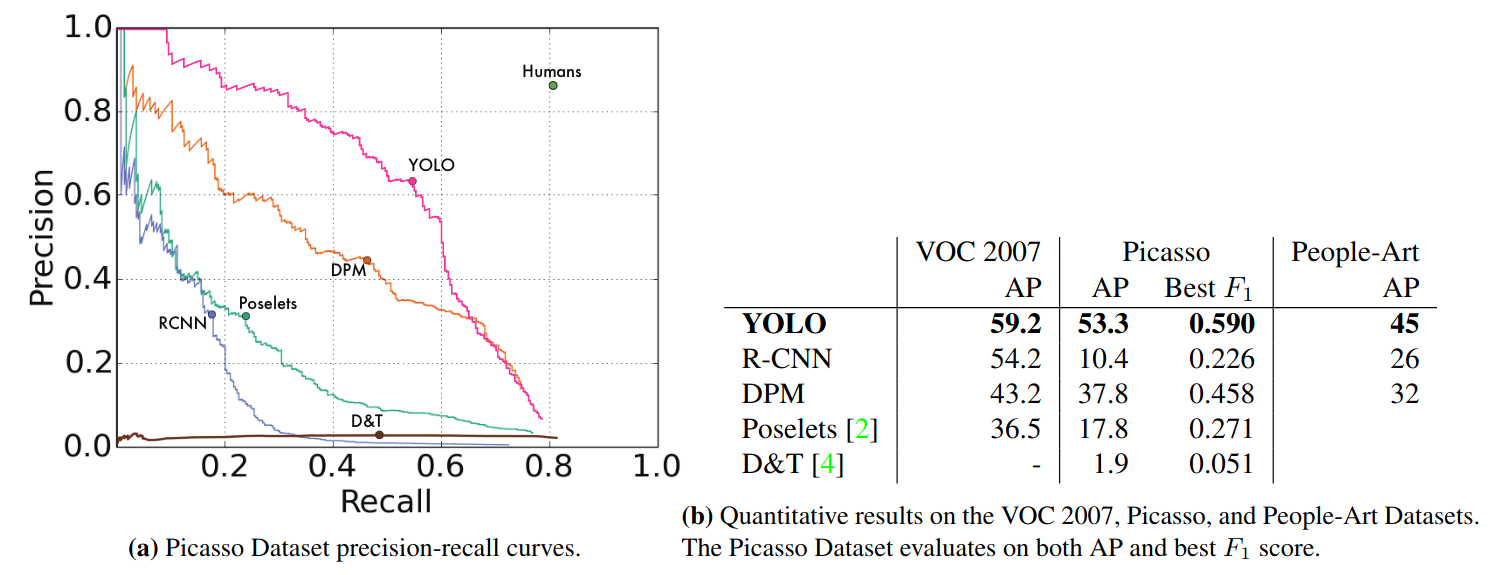 1.0
0.8
0.6
0.4
0.2
0.0
Precision
Humans
YOLO
DPM
Poselets
RCNN
D&T
0.2 0.4 0.6 0.8 1.0
Recall
(a) Picasso Dataset precision-recall curves.
VOC 2007 Picasso People-Art
AP AP Best F1 AP
YOLO 59.2 53.3 0.590 45
R-CNN 54.2 10.4 0.226 26
DPM 43.2 37.8 0.458 32
Poselets [2] 36.5 17.8 0.271
D&T [4] - 1.9 0.051
(b) Quantitative results on the VOC 2007, Picasso, and People-Art Datasets.
The Picasso Dataset evaluates on both AP and best F1 score.